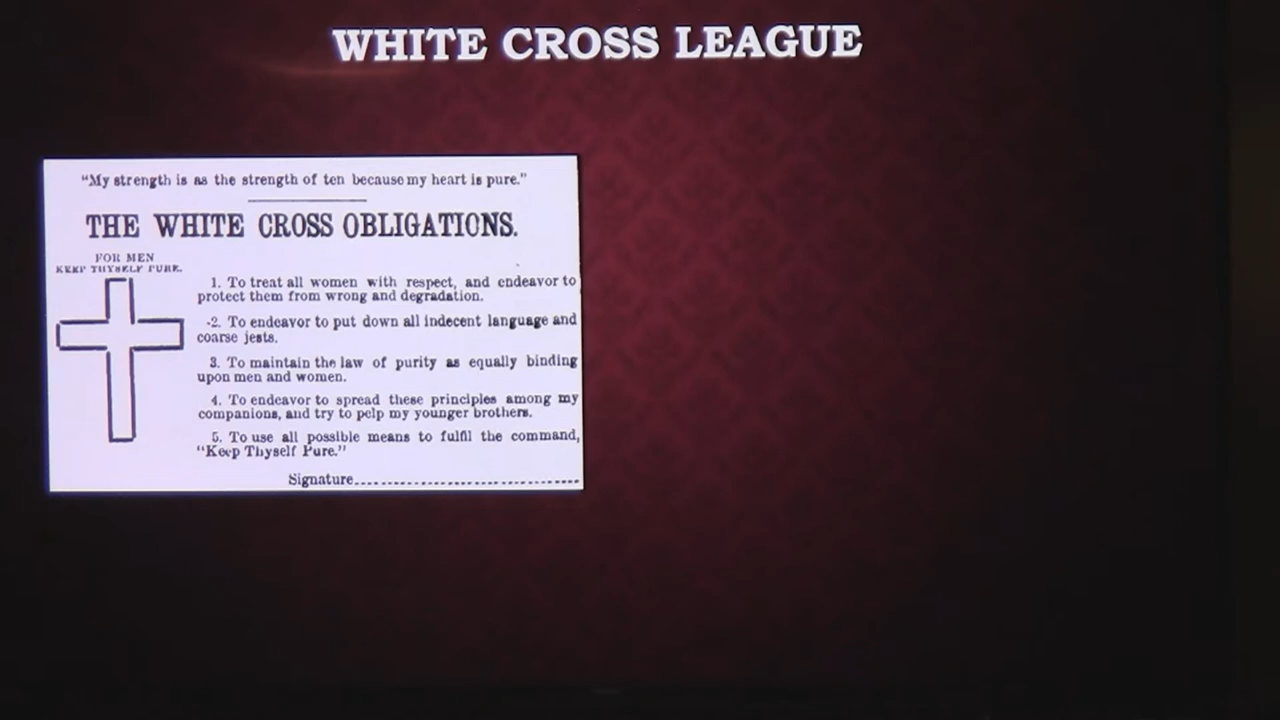 WHITE CROSS LEAGUE
"My strength is as the strength of ten because my heart is pure."
THE WHITE CROSS OBLIGATIONS.
FOR MEN
KEEP THYSELF PURE.
1. To treat all women with respect, and endeavor to
protect them from wrong and degradation.
-2. To endeavor to put down all indecent language and
coarse jests.
3. To maintain the law of purity as equally binding
upon men and women.
4. To endeavor to spread these principles among my
companions, and try to pelp my younger brothers.
5. To use all possible means to fulfil the command,
"Keep Thyself Pure."
Signature